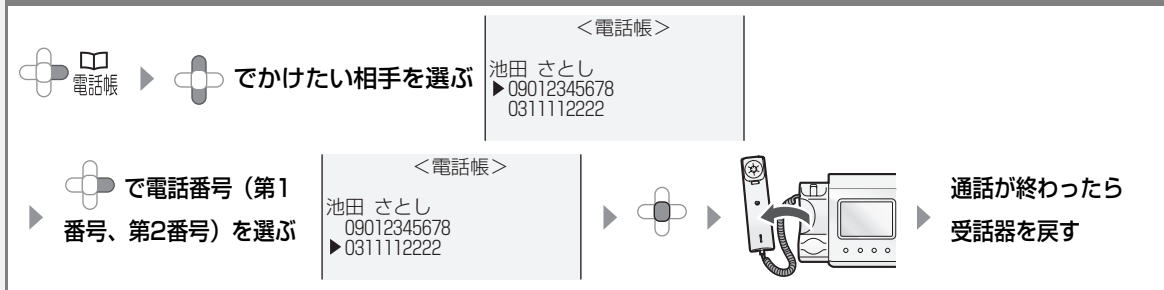 ＜電話帳＞
電話帳
でかけたい相手を選ぶ
池田 さとし
▶09012345678
0311112222
で電話番号（第1
番号、第2番号）を選ぶ
＜電話帳＞
池田 さとし
09012345678
▶0311112222
通話が終わったら
受話器を戻す